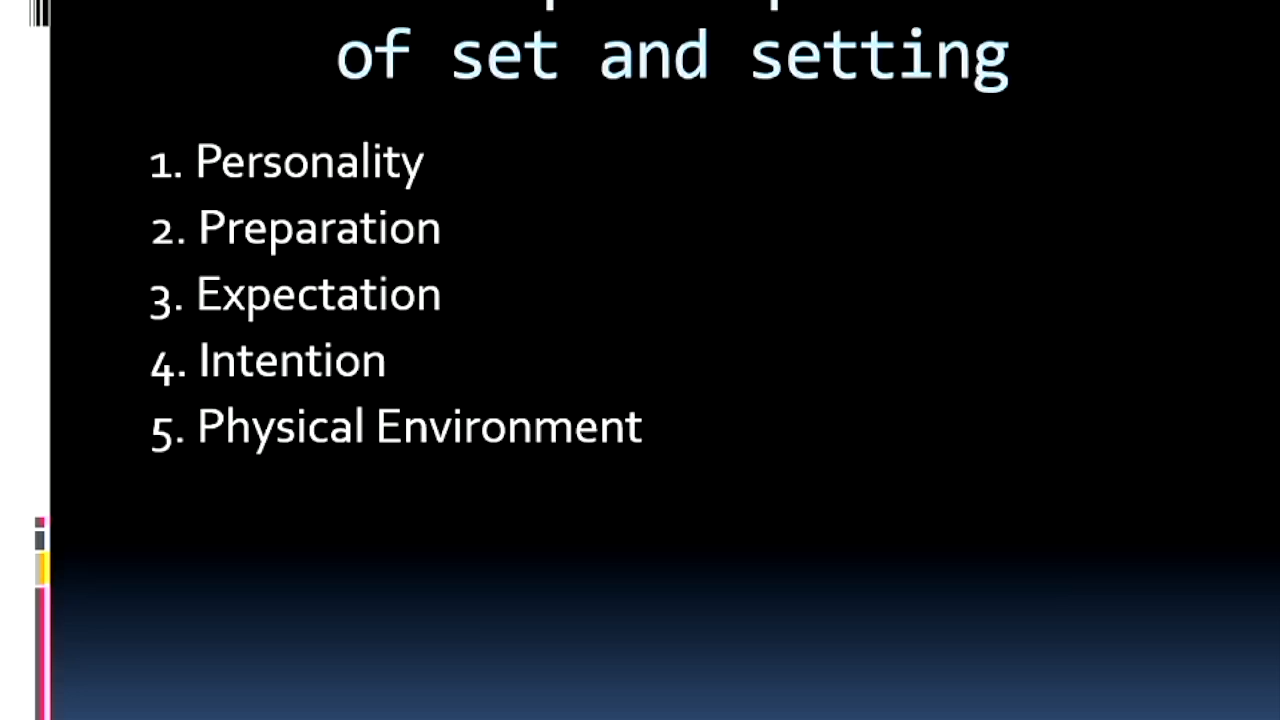 of set and setting
1. Personality
2. Preparation
3. Expectation
4. Intention
5. Physical Environment